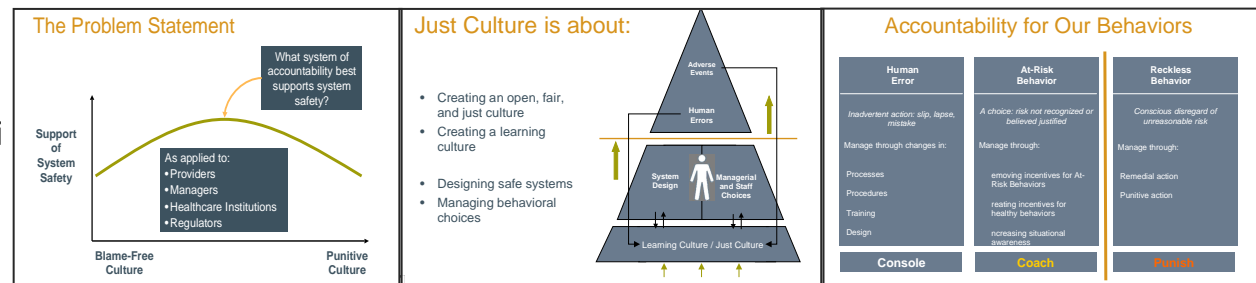 The Problem Statement
What system of
accountability best
supports system
safety?
Support
of
System
Safety
As applied to:
•Providers
•Managers
•Healthcare Institutions
•Regulators
Blame-Free
Culture
Punitive
Culture
Just Culture is about:
• Creating an open, fair,
and just culture
• Creating a learning
culture
• Designing safe systems
• Managing behavioral
choices
Adverse
Events
Human
Errors
System
Design
Managerial
and Staff
Choices
Learning Culture / Just Culture
Accountability for Our Behaviors
Human
Error
Inadvertent action: slip, lapse,
mistake
Manage through changes in:
Processes
Procedures
Training
Design
Console
At-Risk
Behavior
A choice: risk not recognized or
believed justified
Manage through:
emoving incentives for At-
Risk Behaviors
reating incentives for
healthy behaviors
ncreasing situational
awareness
Coach
Reckless
Behavior
Conscious disregard of
unreasonable risk
Manage through:
Remedial action
Punitive action
Punish